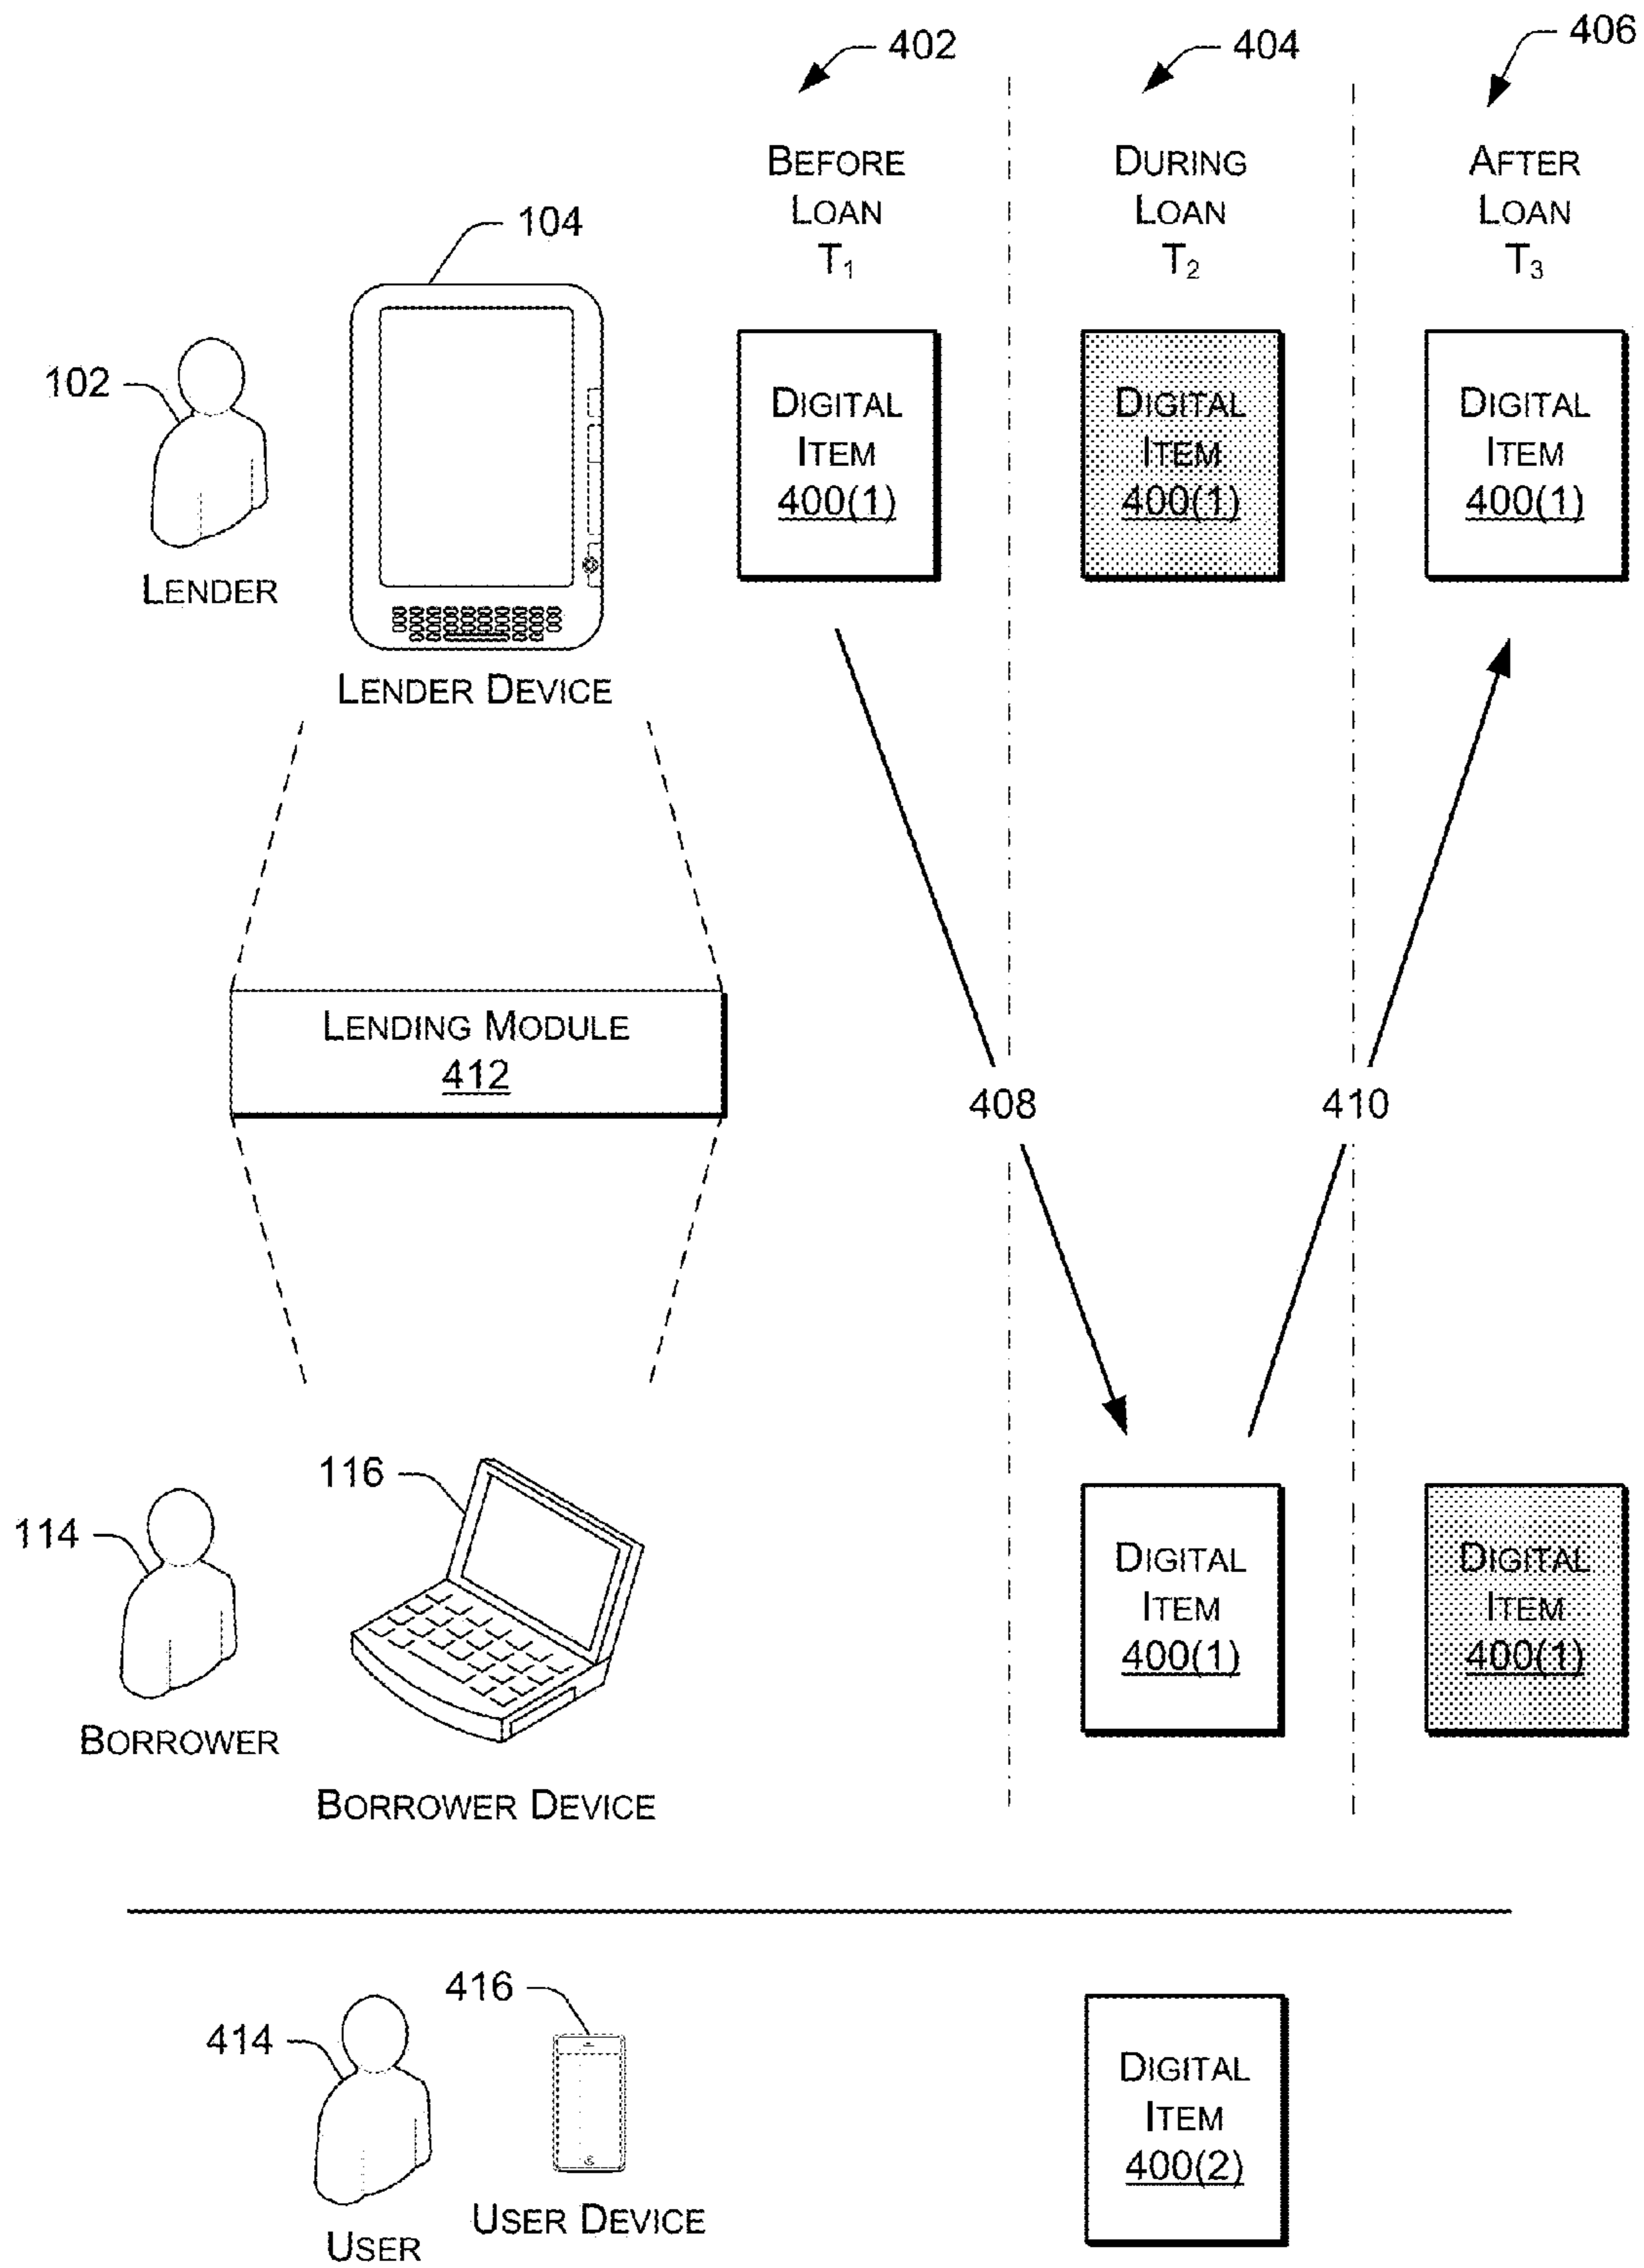 402
404
406
BEFORE
LOAN
T1
DURING
LOAN
T2
AFTER
LOAN
T3
104
102
LENDER
LENDER DEVICE
DIGITAL
ITEM
400(1)
DIGITAL
ITEM
400(1)
DIGITAL
ITEM
400(1)
LENDING MODULE
412
408
410
116
114
BORROWER
BORROWER DEVICE
DIGITAL
ITEM
400(1)
DIGITAL
ITEM
400(1)
416
414
USER
USER DEVICE
DIGITAL
ITEM
400(2)